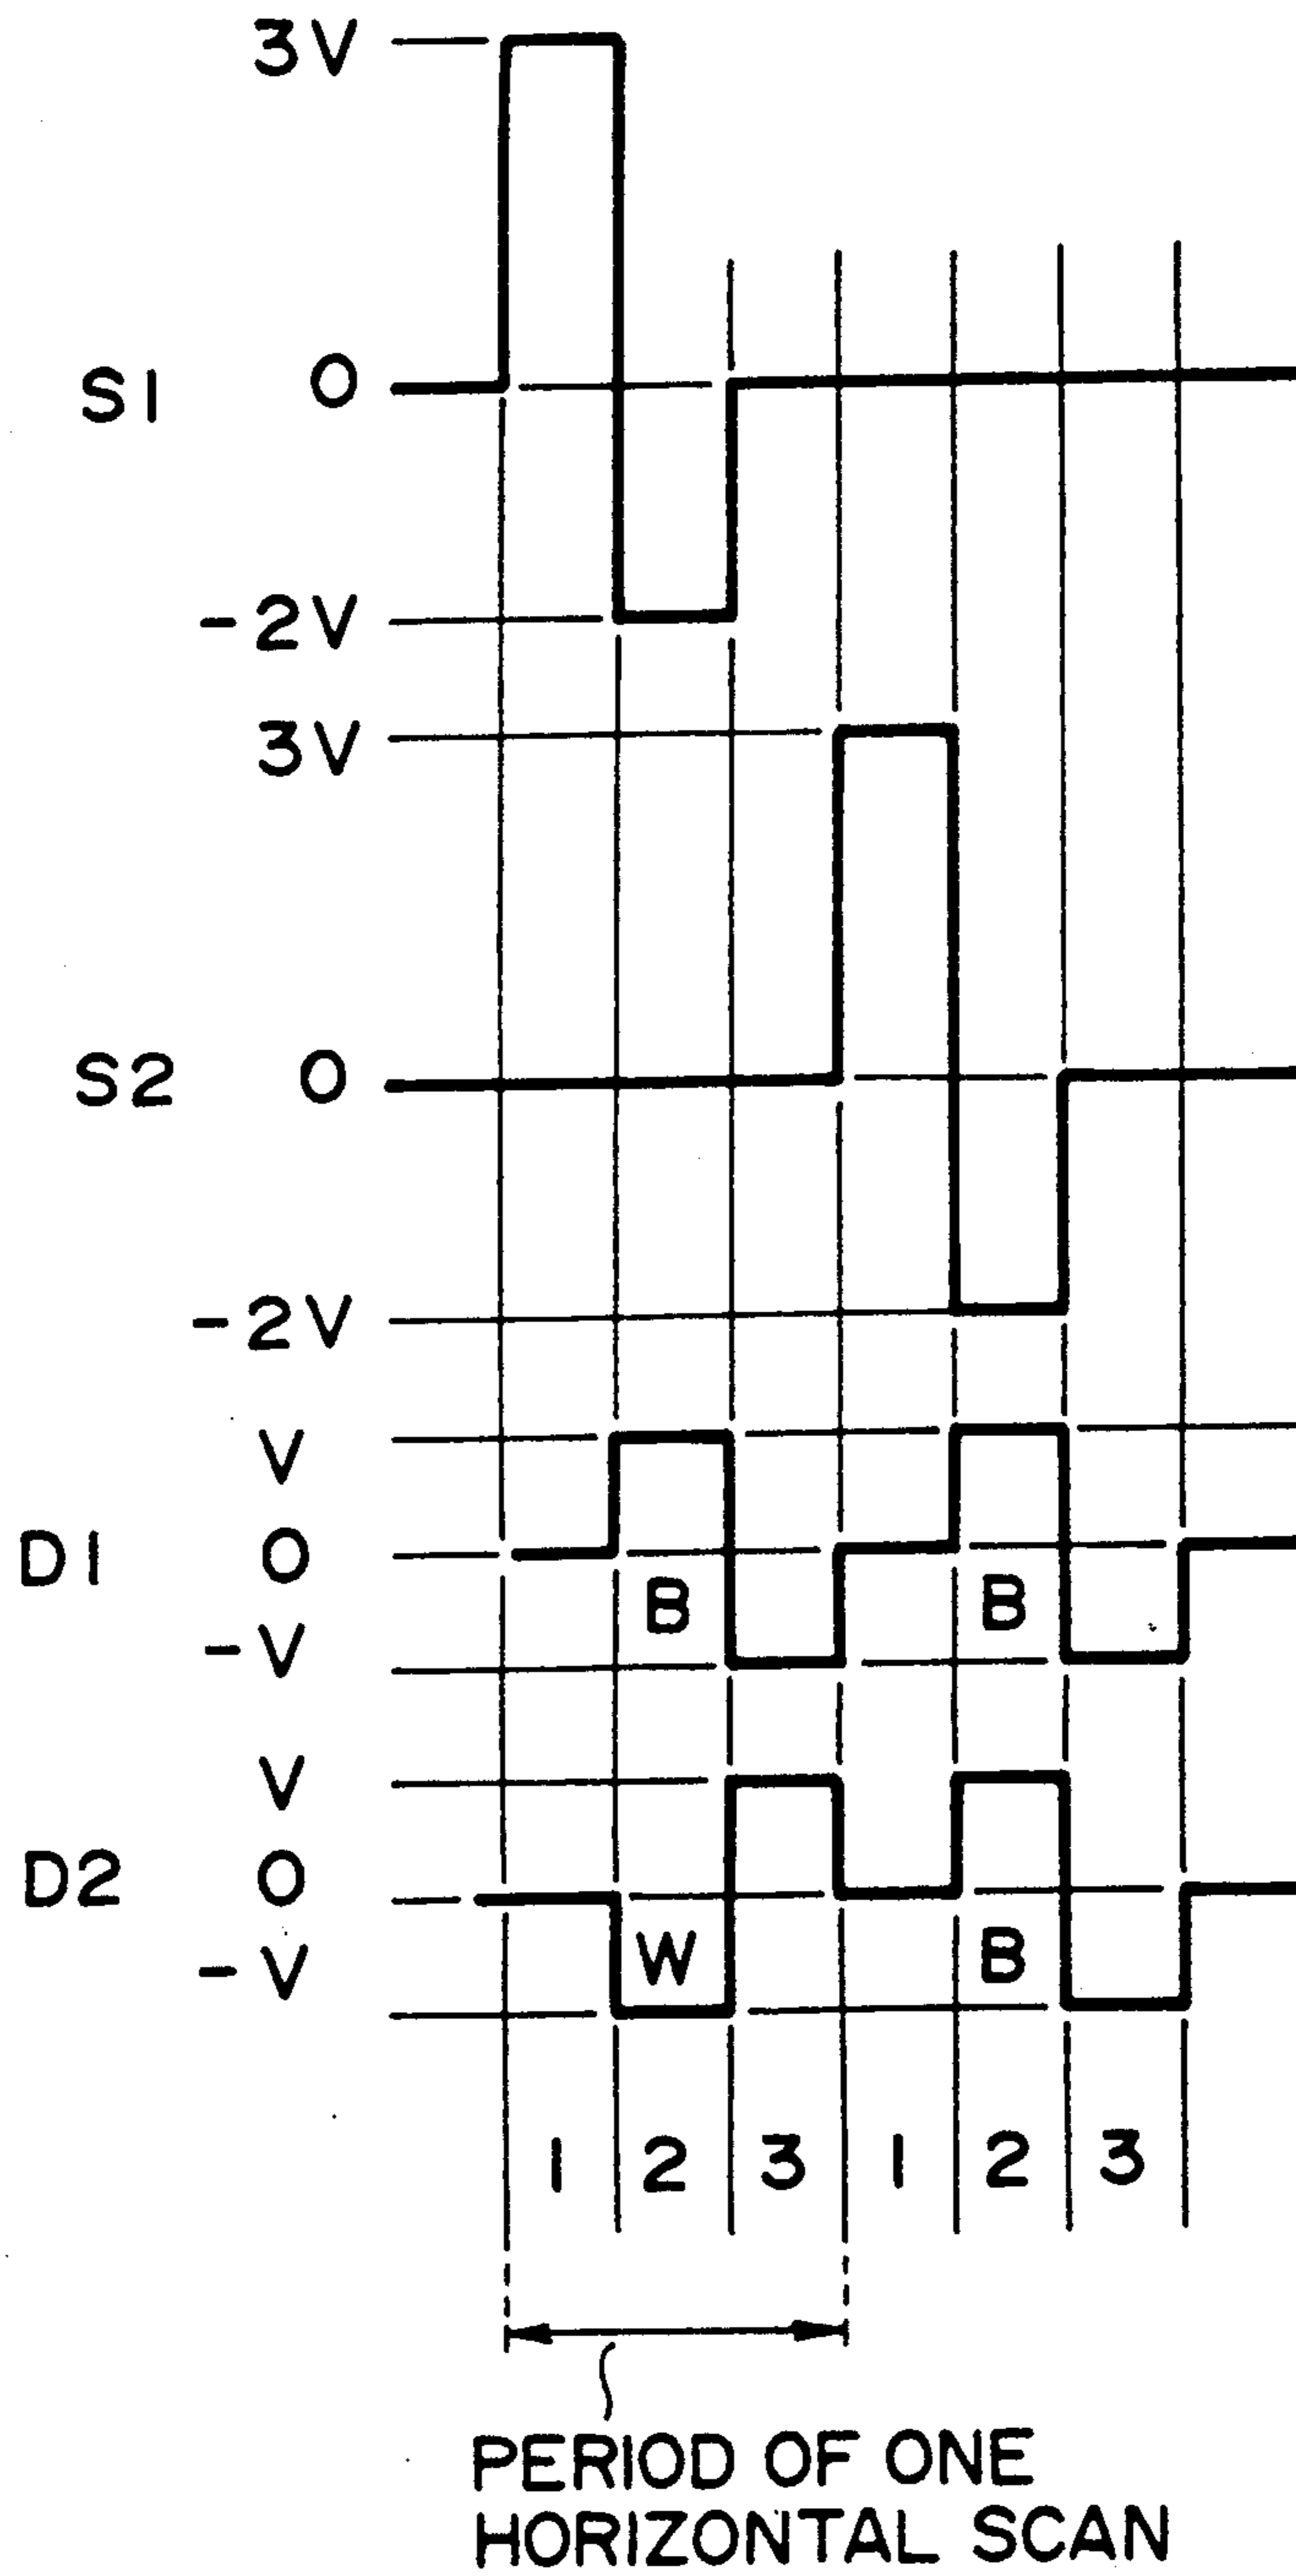 3V
S1 0
-2V
3V
S2 0
-2V
V
D1 0
B B
-V
V
D2 0
W B
-V
1 2 3 1 2 3
PERIOD OF ONE
HORIZONTAL SCAN